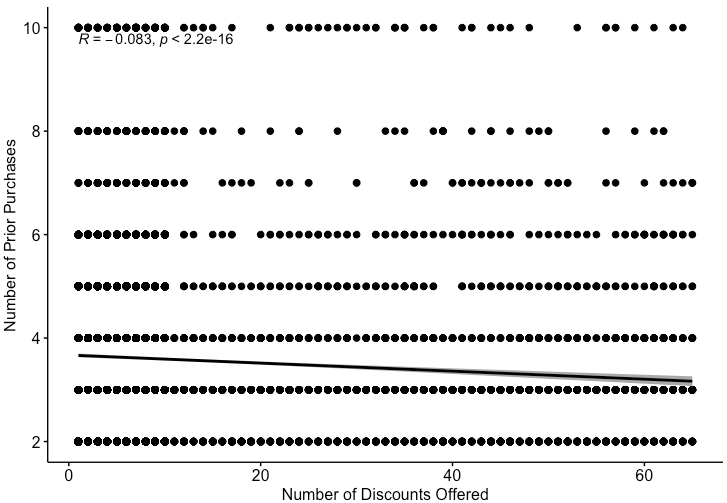 10
R = −0.083, p < 2.2e-16
8
6
4
2
Number of Prior Purchases
0 20 40 60
Number of Discounts Offered